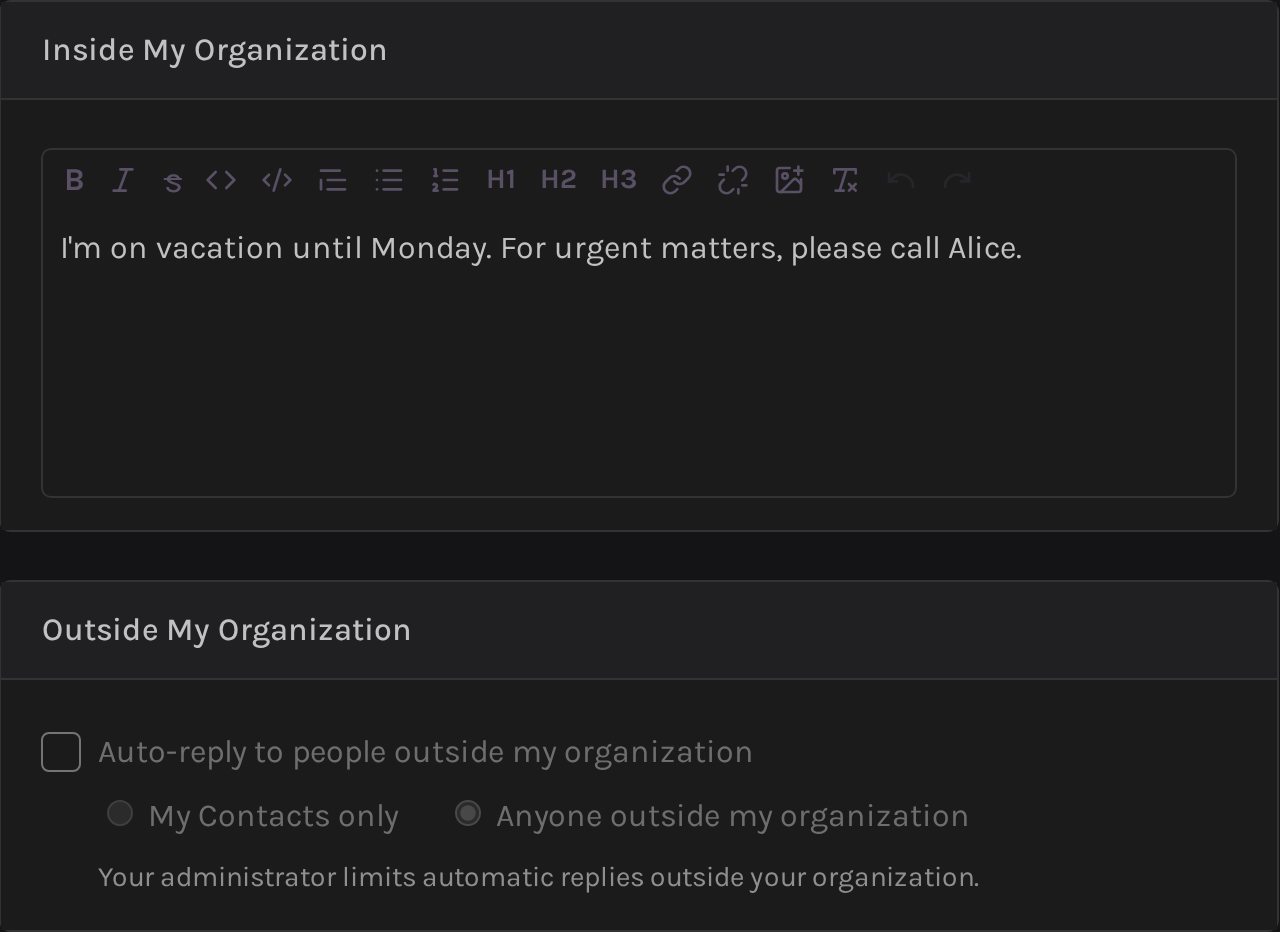 Inside My Organization
B I S <> </> H1 H2 H3
I'm on vacation until Monday. For urgent matters, please call Alice.
Outside My Organization
Auto-reply to people outside my organization
My Contacts only Anyone outside my organization
Your administrator limits automatic replies outside your organization.